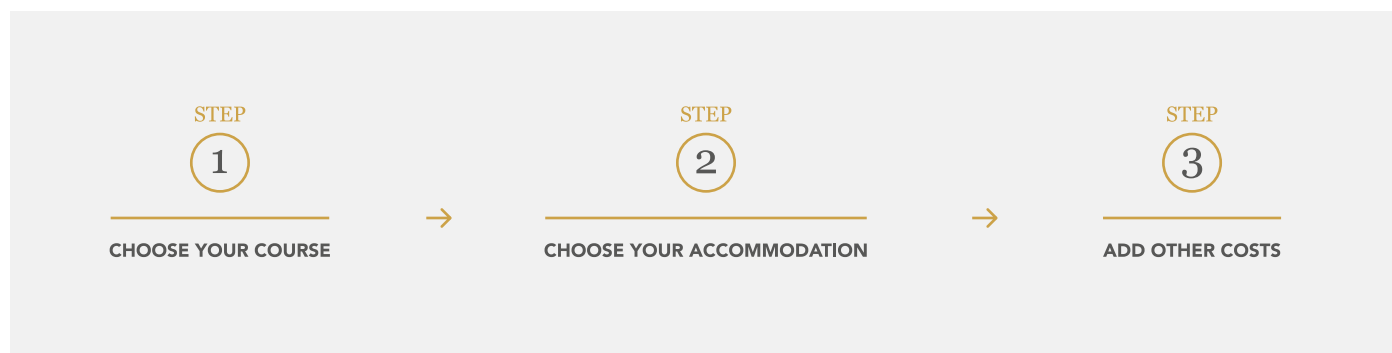 STEP
1
CHOOSE YOUR COURSE
STEP
2
CHOOSE YOUR ACCOMMODATION
STEP
3
ADD OTHER COSTS